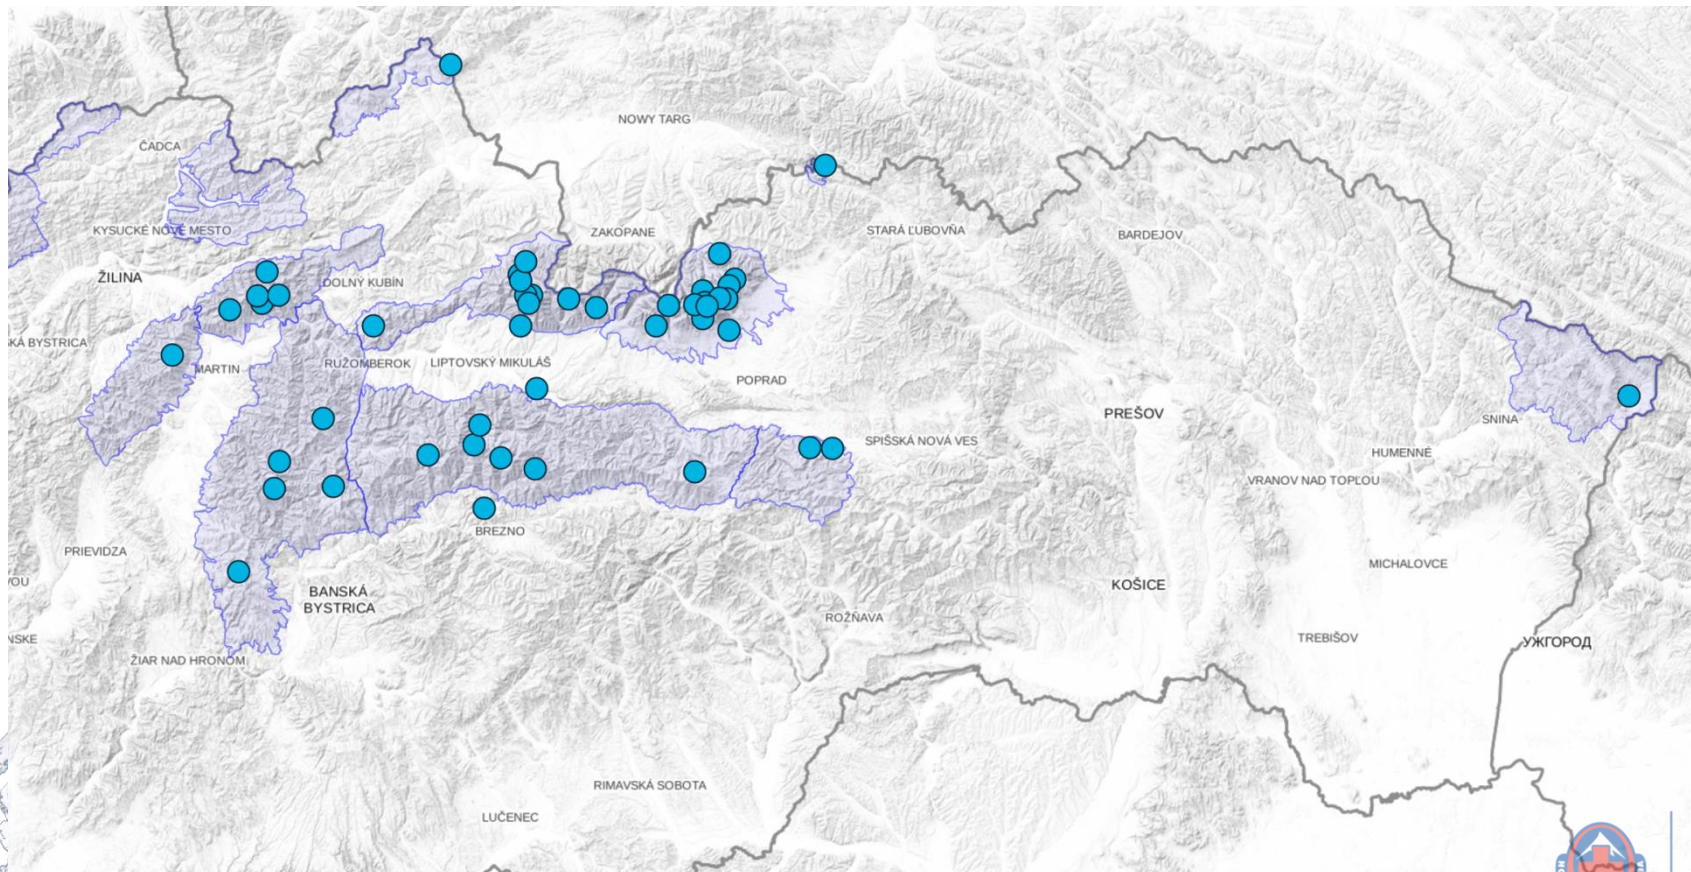 NOWY TARG
ČADCA
KYSUCKÉ NOVÉ MESTO
ZAKOPANE
STARÁ ĽUBOVŇA
BARDEJOV
ŽILINA
DOLNÝ KUBÍN
SKÁ BYSTRICA
MARTIN
RUŽOMBEROK
LIPTOVSKÝ MIKULÁŠ
POPRAD
PREŠOV
SNINA
SPIŠSKÁ NOVÁ VES
HUMENNÉ
VRANOV NAD TOPĽOU
BREZNO
PRIEVIDZA
MICHALOVCE
VOU
BANSKÁ
BYSTRICA
KOŠICE
ROŽŇAVA
NSKE
TREBIŠOV
УЖГОРОД
ŽIAR NAD HRONOM
RIMAVSKÁ SOBOTA
LUČENEC